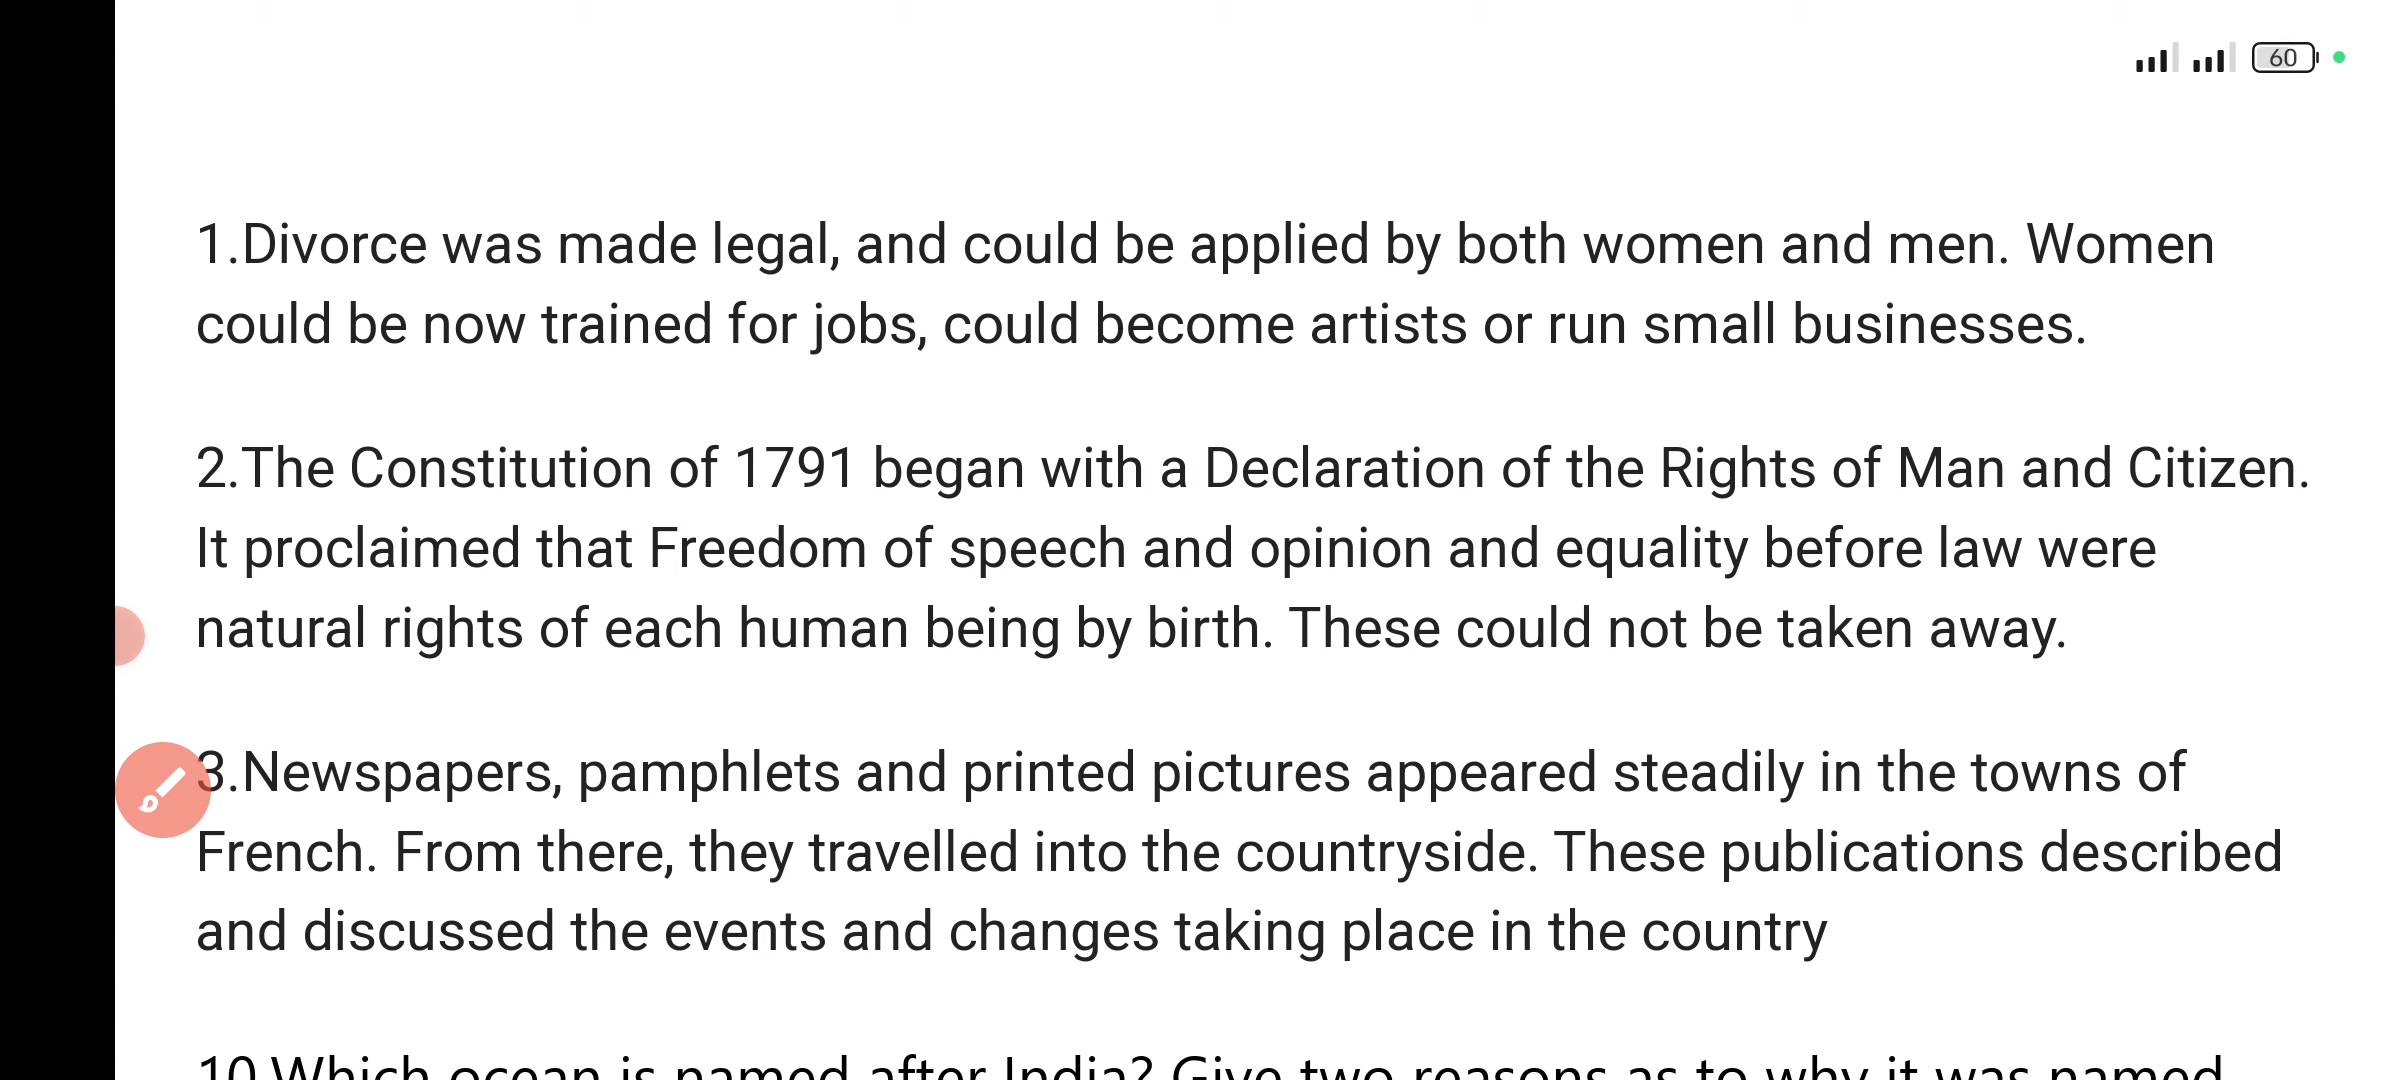 60
1.Divorce was made legal, and could be applied by both women and men. Women
could be now trained for jobs, could become artists or run small businesses.
2.The Constitution of 1791 began with a Declaration of the Rights of Man and Citizen.
It proclaimed that Freedom of speech and opinion and equality before law were
natural rights of each human being by birth. These could not be taken away.
3.Newspapers, pamphlets and printed pictures appeared steadily in the towns of
French. From there, they travelled into the countryside. These publications described
and discussed the events and changes taking place in the country
10.Which ocean is named after India? Give two reasons as to why it was named